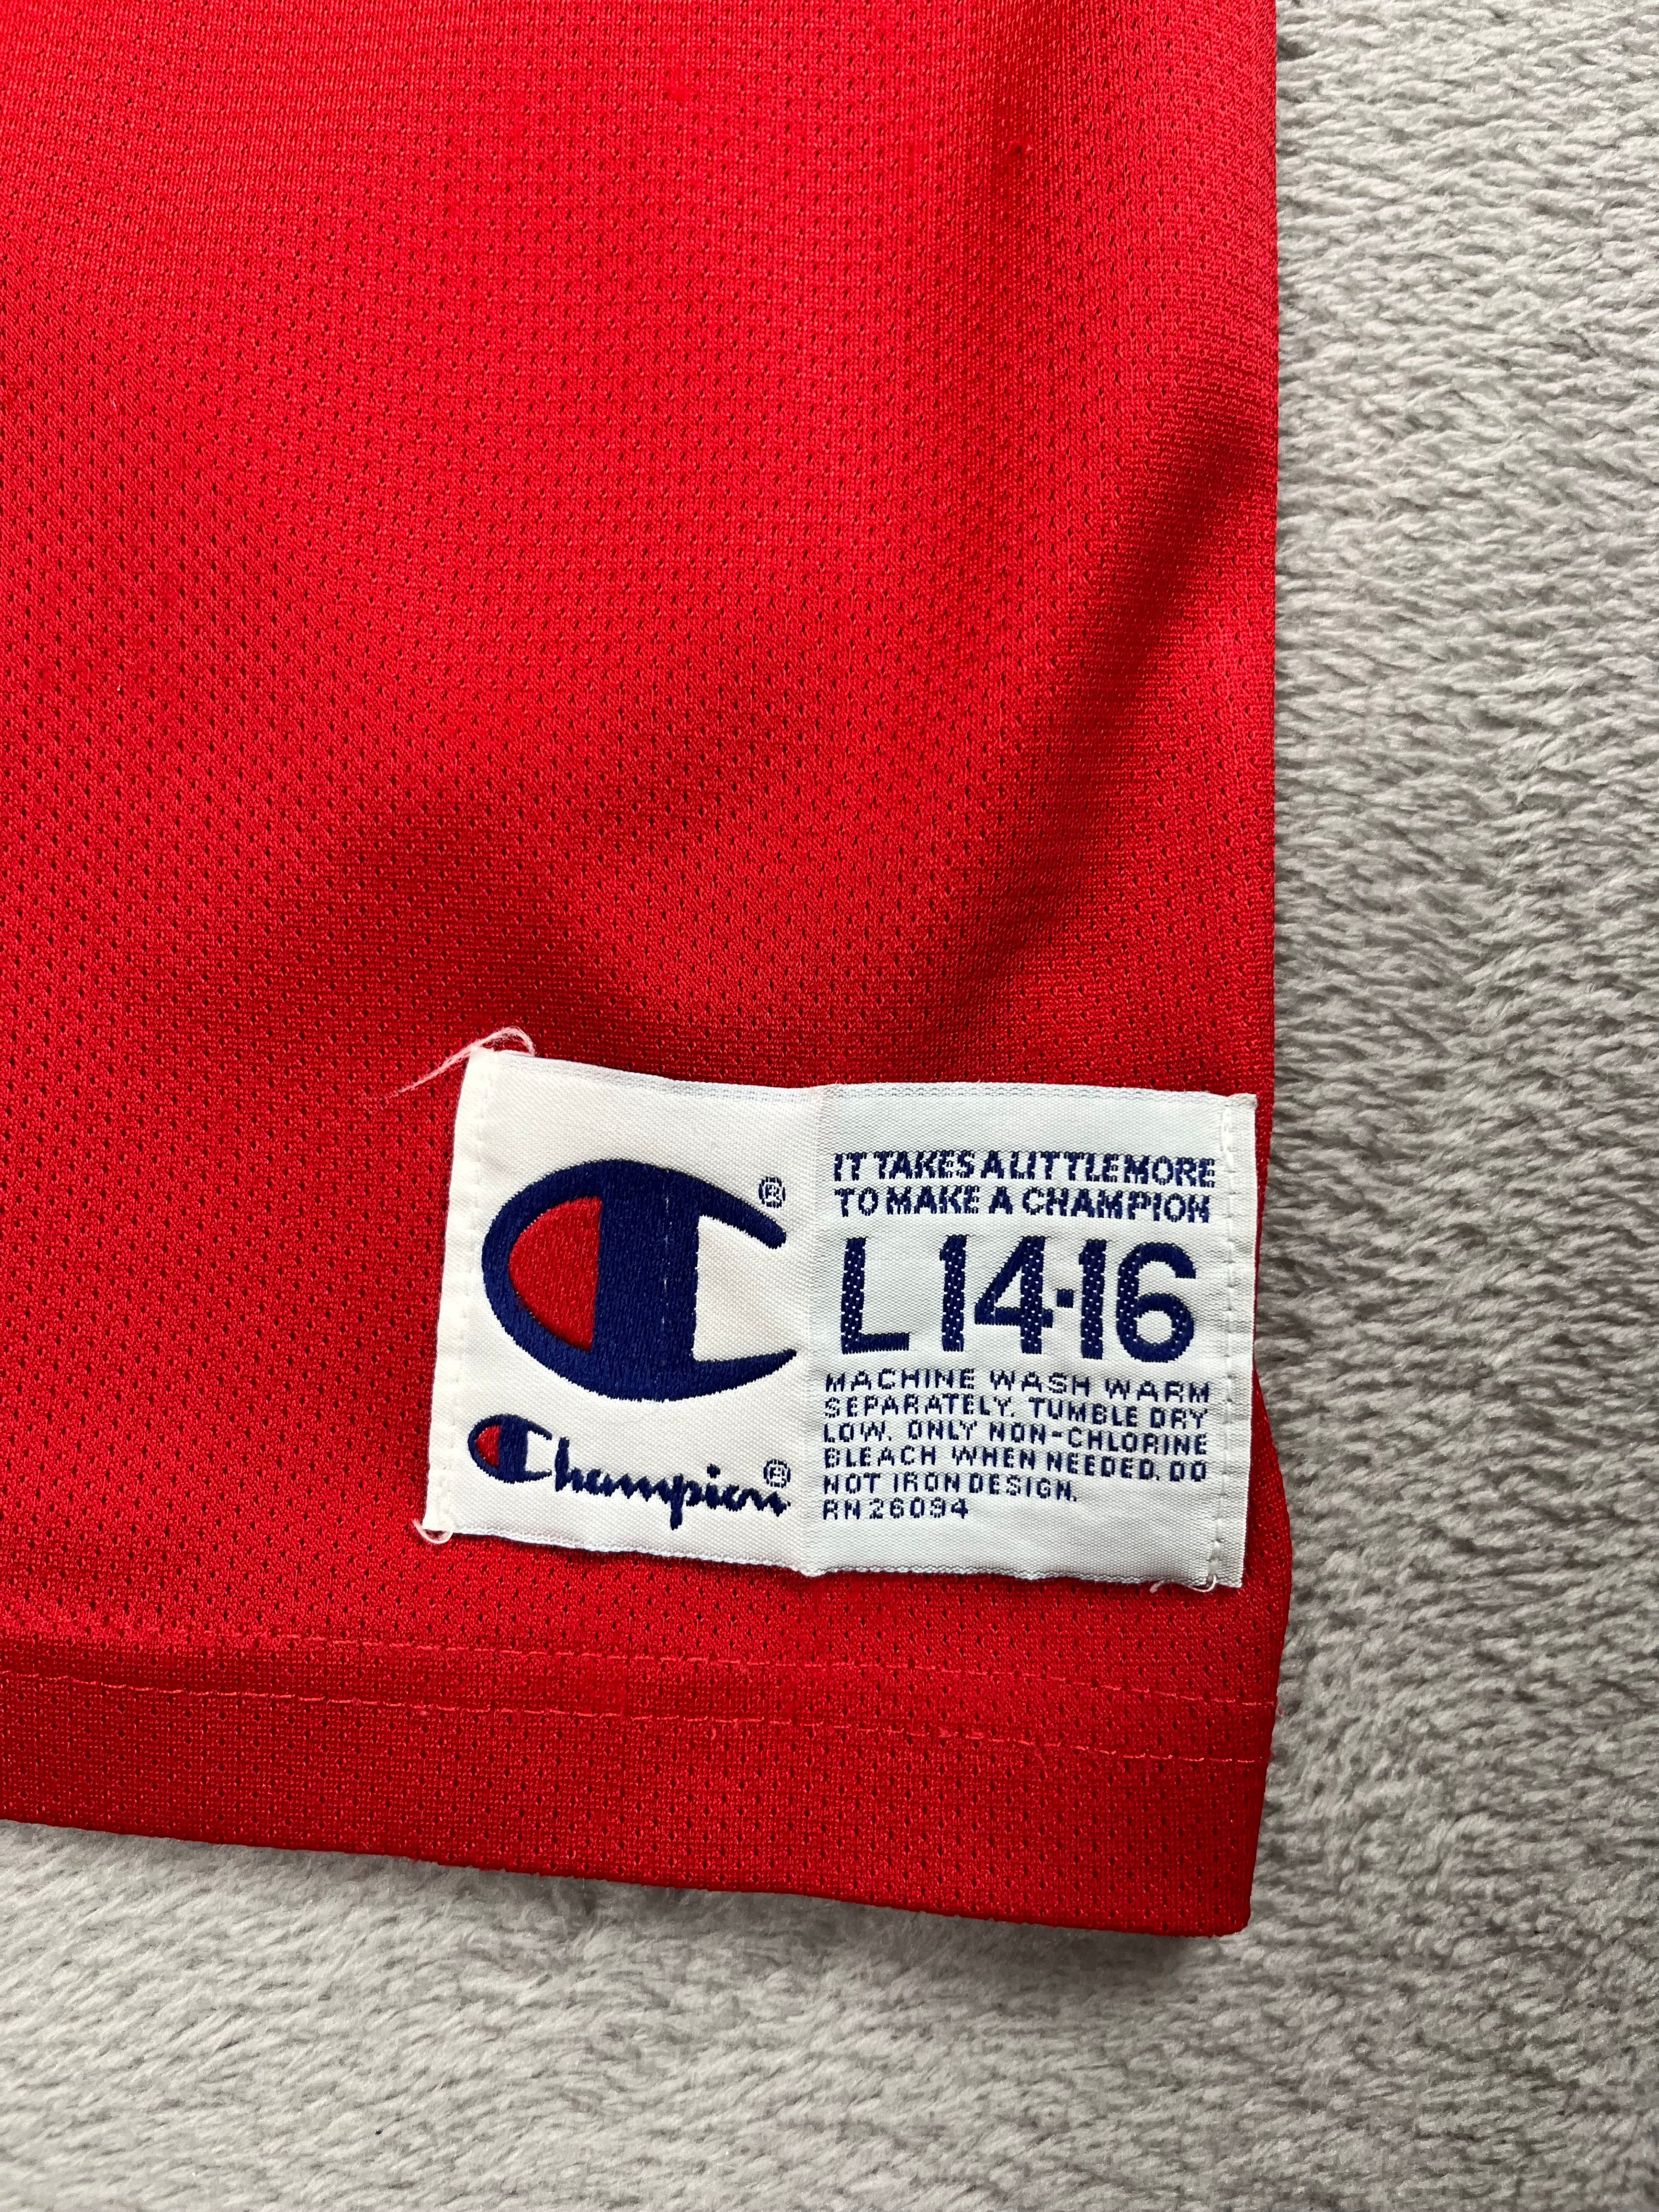 ®
IT TAKES A LITTLE MORE
TO MAKE A CHAMPION
L 14-16
MACHINE WASH WARM
SEPARATELY. TUMBLE DRY
LOW. ONLY NON-CHLORINE
BLEACH WHEN NEEDED. DO
NOT IRON DESIGN.
RN 26094
Champion®